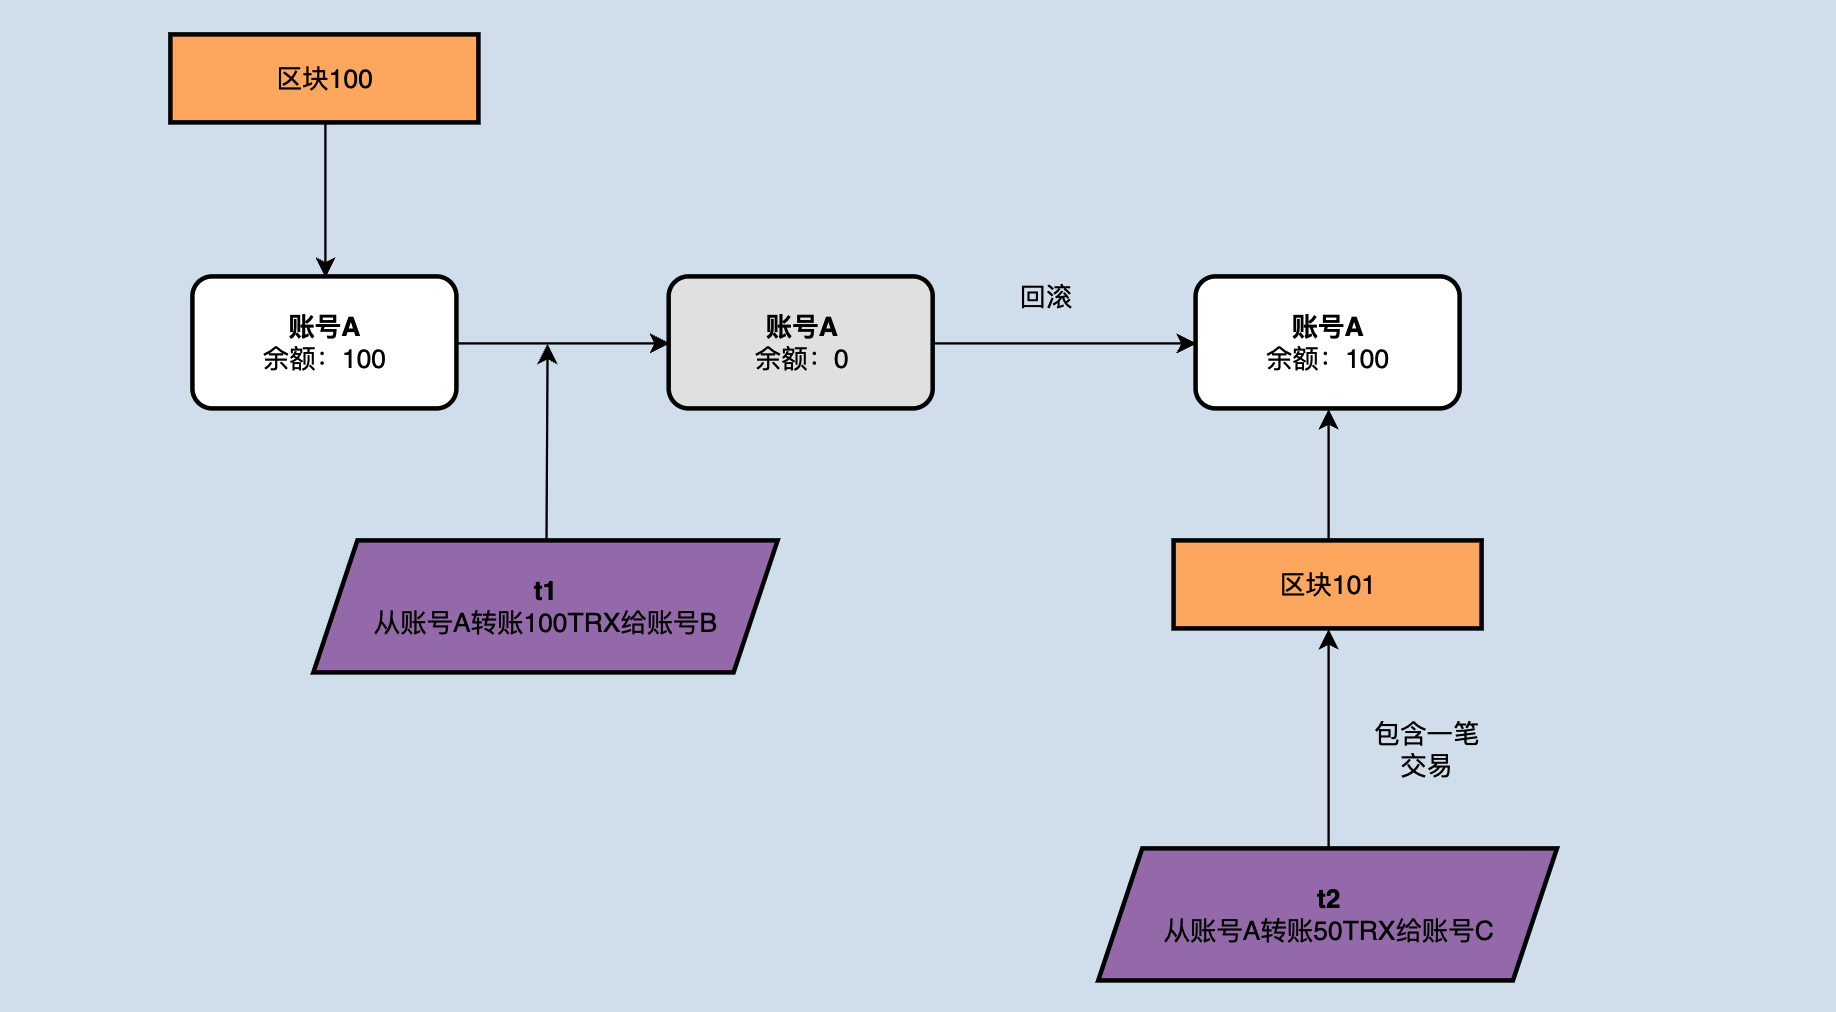 区块100
账号A
余额：100
账号A
余额：0
回滚
账号A
余额：100
t1
从账号A转账100TRX给账号B
区块101
包含一笔
交易
t2
从账号A转账50TRX给账号C